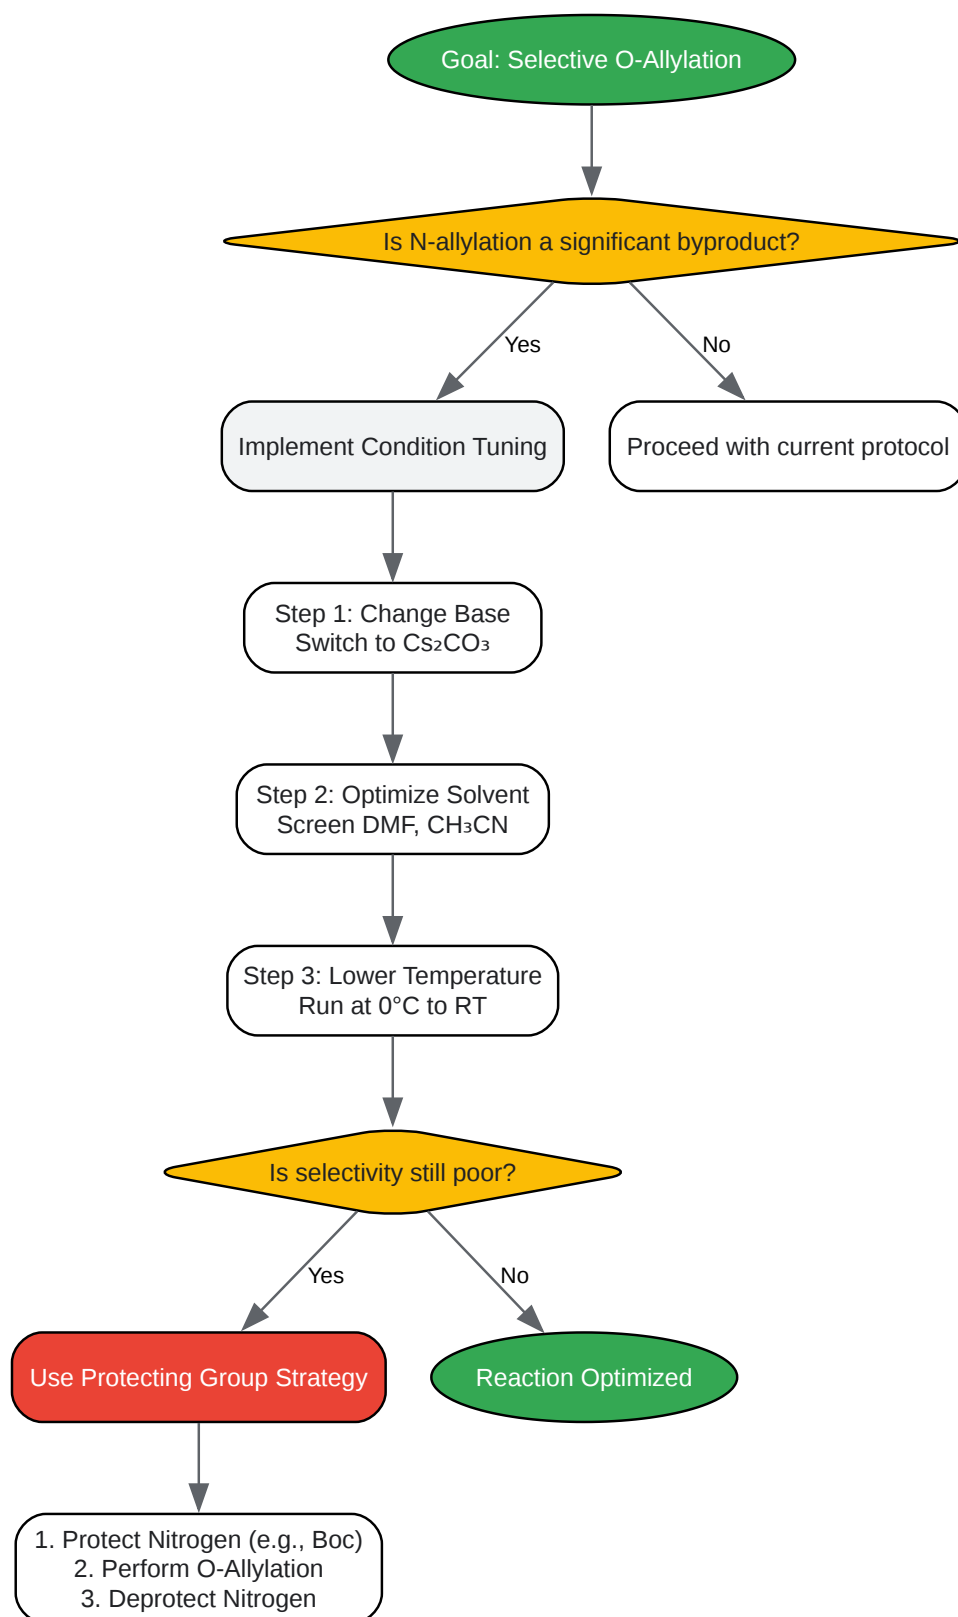 Goal: Selective O-Allylation
Is N-allylation a significant byproduct?
Yes
No
Implement Condition Tuning
Proceed with current protocol
Step 1: Change Base
Switch to Cs₂CO₃
Step 2: Optimize Solvent
Screen DMF, CH₃CN
Step 3: Lower Temperature
Run at 0°C to RT
Is selectivity still poor?
Yes
No
Use Protecting Group Strategy
Reaction Optimized
1. Protect Nitrogen (e.g., Boc)
2. Perform O-Allylation
3. Deprotect Nitrogen